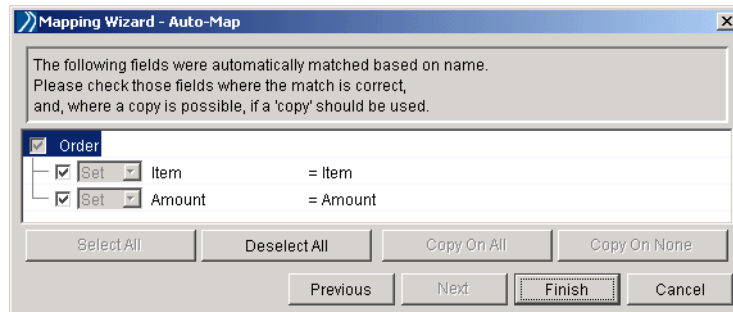 Mapping Wizard - Auto-Map
The following fields were automatically matched based on name.
Please check those fields where the match is correct,
and, where a copy is possible, if a 'copy' should be used.
Order
Set Item = Item
Set Amount = Amount
Select All Deselect All Copy On All Copy On None
Previous Next Finish Cancel